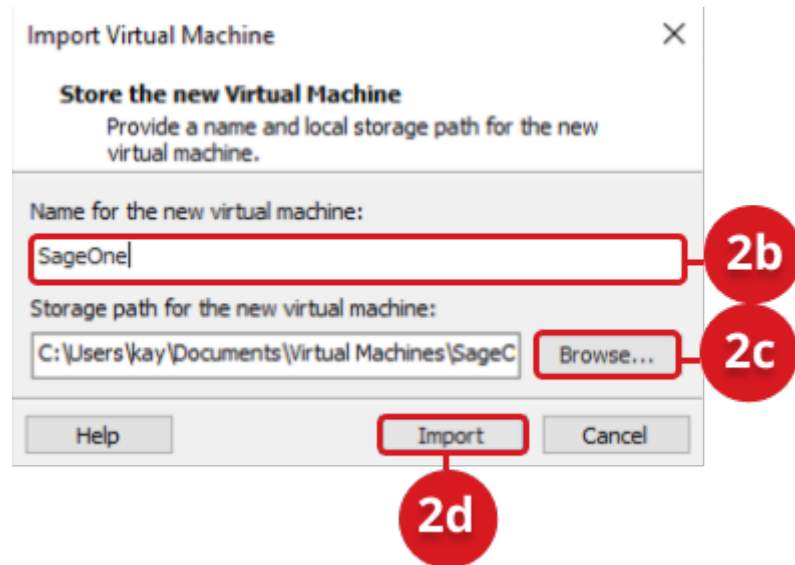 Import Virtual Machine
Store the new Virtual Machine
Provide a name and local storage path for the new
virtual machine.
Name for the new virtual machine:
SageOne
2b
Storage path for the new virtual machine:
C:\Users\kay\Documents\Virtual Machines\SageC
Browse...
2c
Help
Import
Cancel
2d